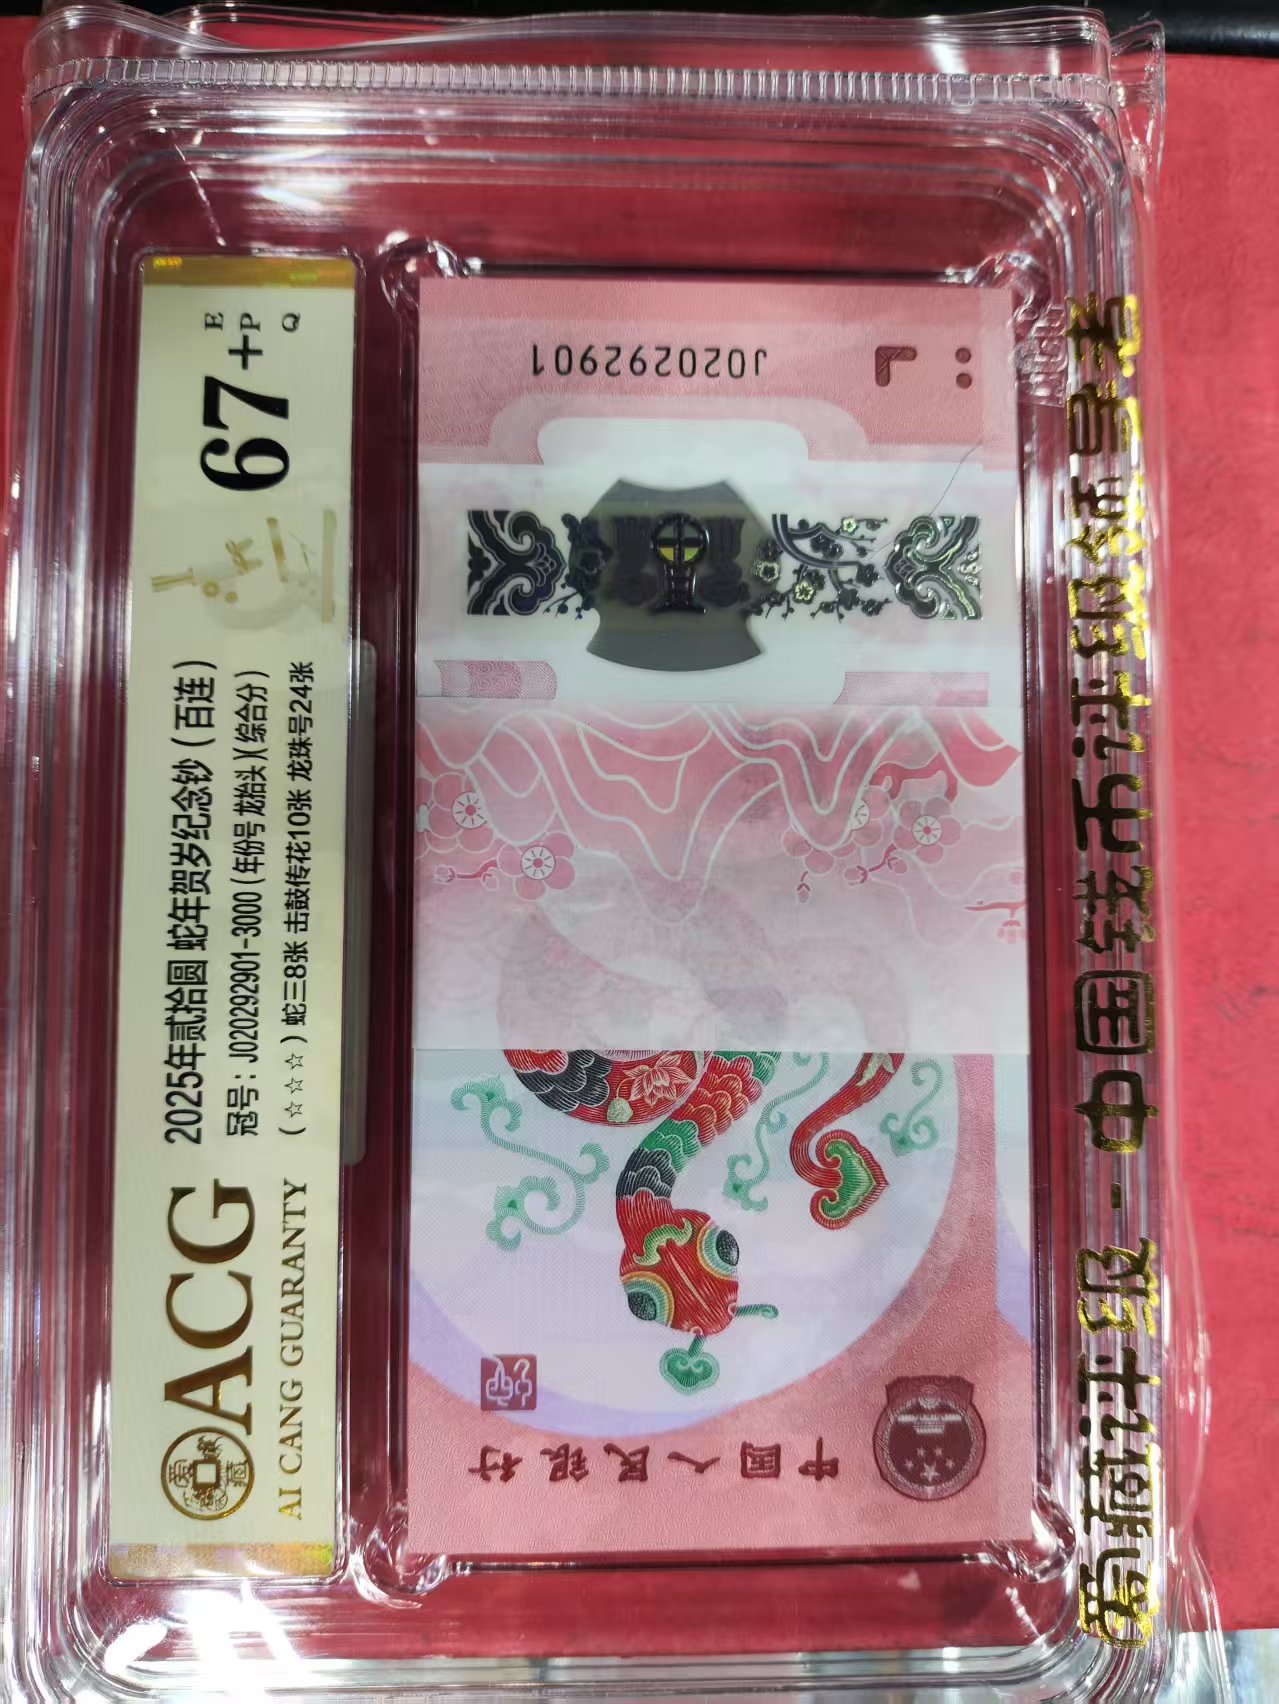 ACG
AI CANG GUARANTY
2025年贰拾圆 蛇年贺岁纪念钞（百连）
冠号：J020292901-3000（年份号 龙抬头）（综合分）
（☆☆☆）蛇三8张 击鼓传花10张 龙珠号24张
67+
EPQ
J020292901
中国人民银行
爱藏评级 - 中国钱币评级领导者